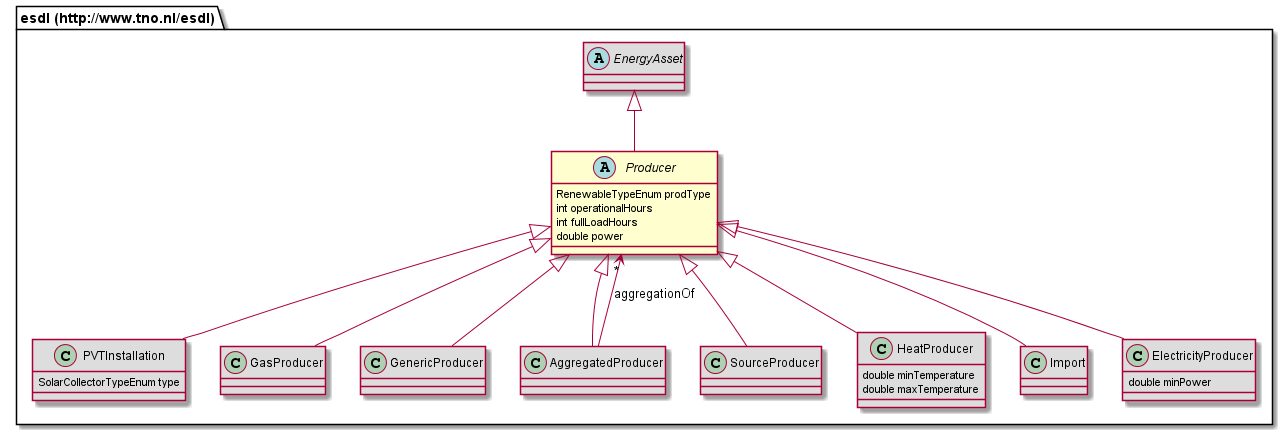 esdl (http://www.tno.nl/esdl)
A EnergyAsset
A Producer
RenewableTypeEnum prodType
int operationalHours
int fullLoadHours
double power
*
aggregationOf
C PVTInstallation
SolarCollectorTypeEnum type
C GasProducer
C GenericProducer
C AggregatedProducer
C SourceProducer
C HeatProducer
double minTemperature
double maxTemperature
C Import
C ElectricityProducer
double minPower